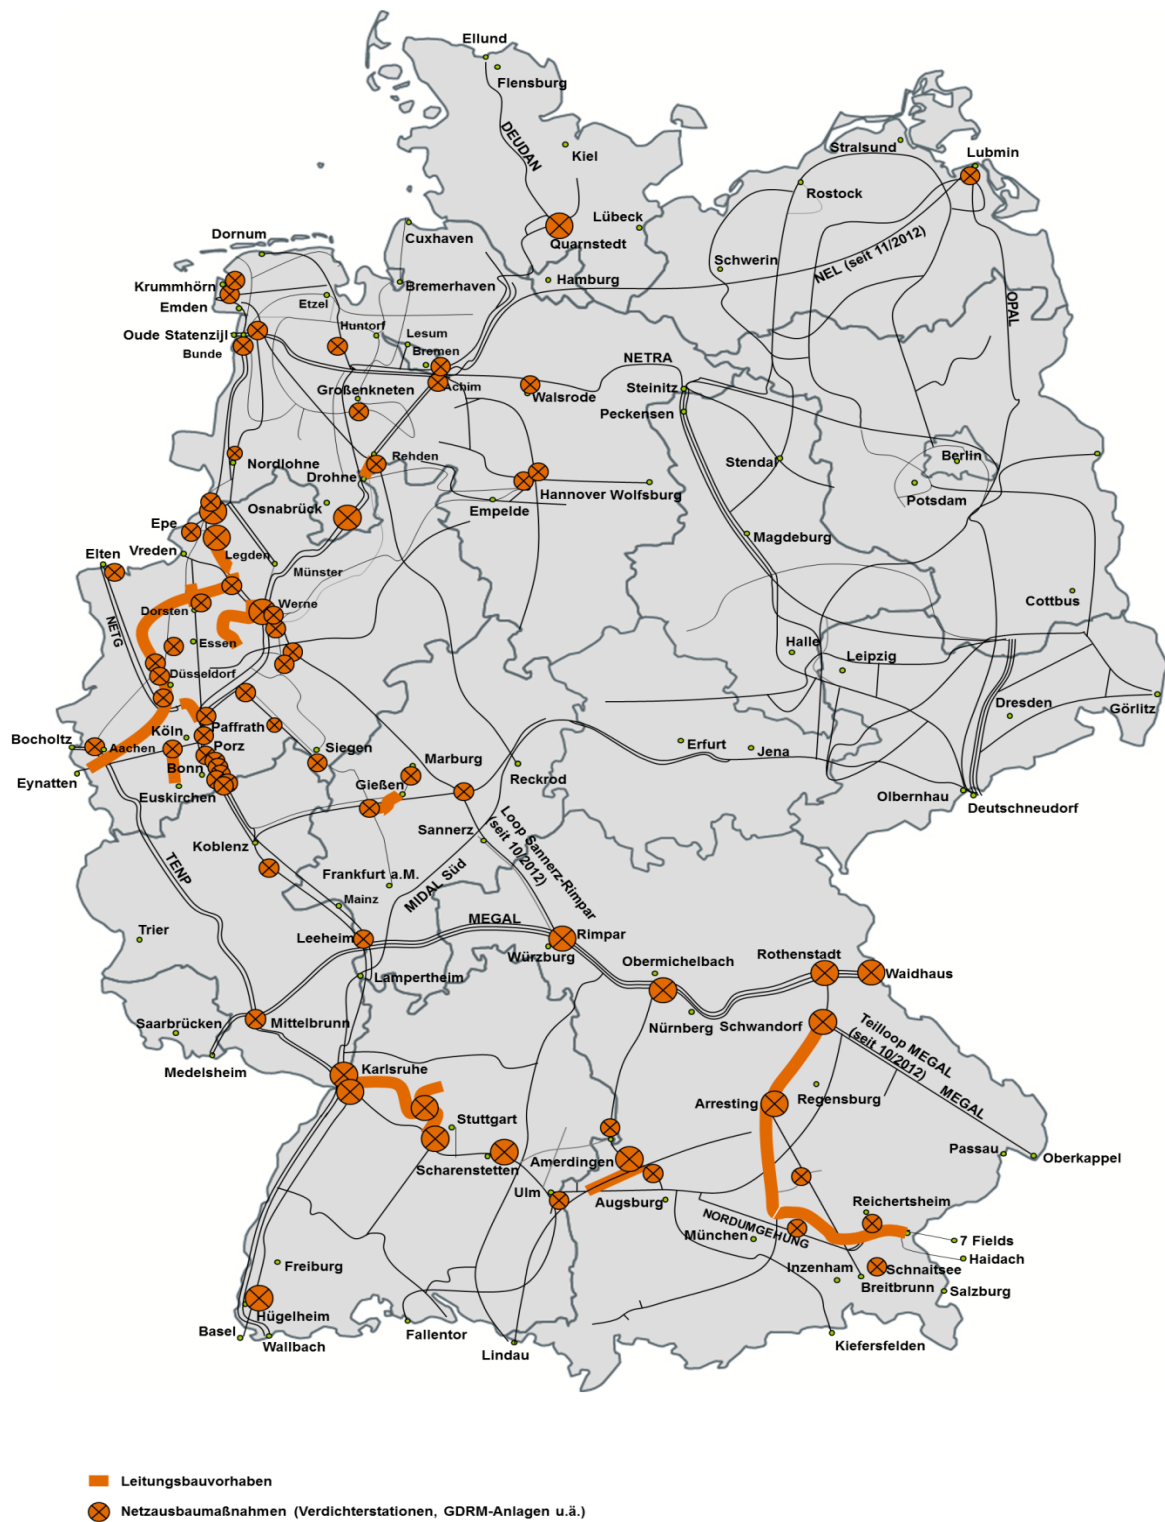 Ellund
Flensburg
DEUDAN
Kiel
Stralsund
Lubmin
Rostock
Lübeck
Cuxhaven
Quarnstedt
Dornum
Schwerin
NEL (seit 11/2012)
Hamburg
Krummhörn
Bremerhaven
Etzel
Emden
OPAL
Huntorf
Lesum
Oude Statenzijl
Bunde
Bremen
NETRA
Achim
Steinitz
Großenkneten
Walsrode
Peckensen
Rehden
Berlin
Nordlohne
Stendal
Drohne
Hannover
Wolfsburg
Potsdam
Osnabrück
Empelde
Epe
Magdeburg
Elten
Vreden
Legden
Münster
Cottbus
Dorsten
Werne
NETG
Essen
Halle
Leipzig
Düsseldorf
Dresden
Görlitz
Köln
Paffrath
Bocholtz
Aachen
Porz
Siegen
Erfurt
Jena
Marburg
Bonn
Reckrod
Eynatten
Gießen
Euskirchen
Olbernhau
Deutschneudorf
Sannerz
Loop Sannerz-Rimpar
(seit 10/2012)
Koblenz
TENP
Frankfurt a.M.
MIDAL Süd
Mainz
MEGAL
Trier
Leeheim
Rimpar
Würzburg
Rothenstadt
Obermichelbach
Waidhaus
Lampertheim
Saarbrücken
Mittelbrunn
Nürnberg
Schwandorf
Teilloop MEGAL
(seit 10/2012)
Medelsheim
Karlsruhe
MEGAL
Regensburg
Arresting
Stuttgart
Passau
Oberkappel
Scharenstetten
Amerdingen
Ulm
Augsburg
Reichertsheim
NORDUMGEHUNG
München
7 Fields
Freiburg
Haidach
Inzenham
Schnaitsee
Breitbrunn
Salzburg
Hügelheim
Basel
Wallbach
Fallentor
Lindau
Kiefersfelden
Leitungsbauvorhaben
Netzausbaumaßnahmen (Verdichterstationen, GDRM-Anlagen u.ä.)